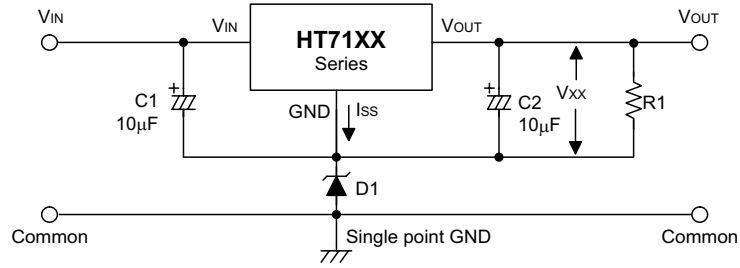 VIN
VIN
HT71XX
Series
VOUT
VOUT
C1
10μF
GND
ISS
C2
10μF
VXX
R1
D1
Common
Single point GND
Common